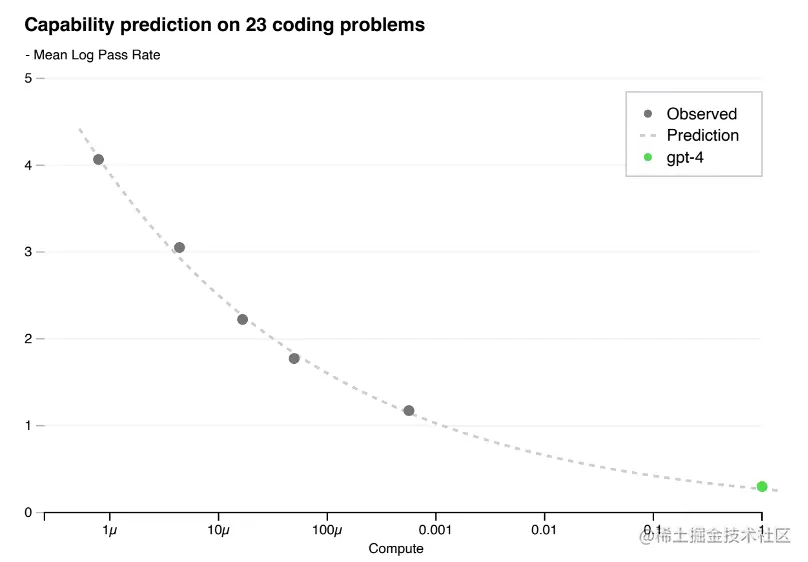 Capability prediction on 23 coding problems
- Mean Log Pass Rate
5
4
3
2
1
0
Observed
Prediction
gpt-4
1µ 10µ 100µ 0.001 0.01 0.1 1
Compute
@稀土掘金技术社区